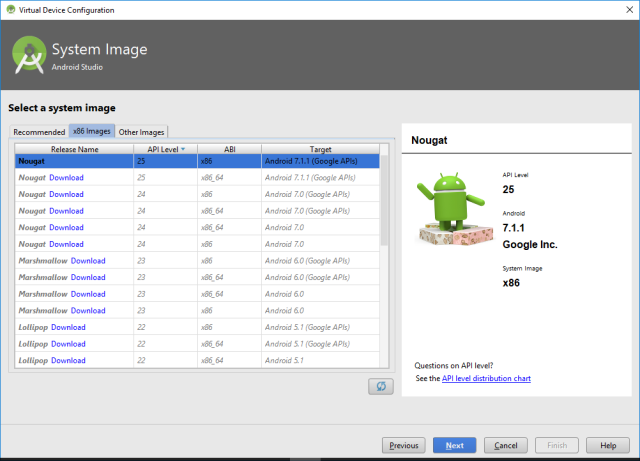 Virtual Device Configuration
System Image
Android Studio
Select a system image
Recommended x86 Images Other Images
Release Name API Level ABI Target
Nougat 25 x86 Android 7.1.1 (Google APIs)
Nougat Download 25 x86_64 Android 7.1.1 (Google APIs)
Nougat Download 24 x86 Android 7.0 (Google APIs)
Nougat Download 24 x86_64 Android 7.0 (Google APIs)
Nougat Download 24 x86_64 Android 7.0
Nougat Download 24 x86 Android 7.0
Marshmallow Download 23 x86 Android 6.0 (Google APIs)
Marshmallow Download 23 x86_64 Android 6.0 (Google APIs)
Marshmallow Download 23 x86_64 Android 6.0
Marshmallow Download 23 x86 Android 6.0
Lollipop Download 22 x86 Android 5.1 (Google APIs)
Lollipop Download 22 x86_64 Android 5.1 (Google APIs)
Lollipop Download 22 x86_64 Android 5.1
Nougat
API Level
25
Android
7.1.1
Google Inc.
System Image
x86
Questions on API level?
See the API level distribution chart
Previous Next Cancel Finish Help